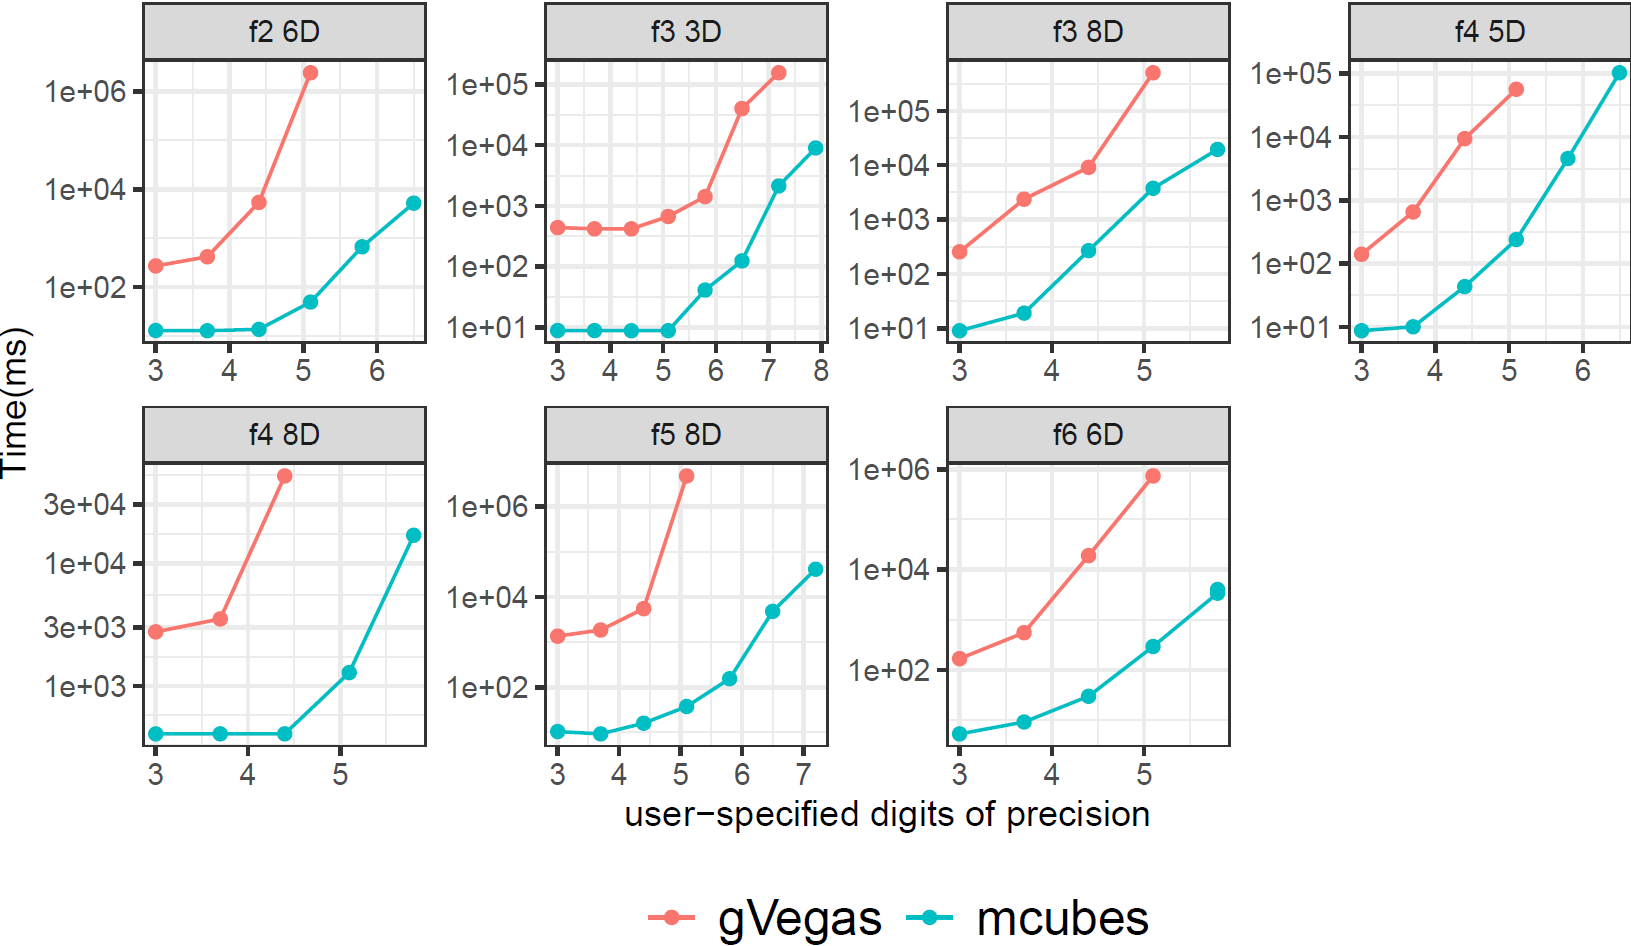 f2 6D
f3 3D
f3 8D
f4 5D
1e+06
1e+04
1e+02
3 4 5 6
1e+05
1e+04
1e+03
1e+02
1e+01
3 4 5 6 7 8
1e+05
1e+04
1e+03
1e+02
1e+01
3 4 5
1e+05
1e+04
1e+03
1e+02
1e+01
3 4 5 6
Time(ms)
f4 8D
f5 8D
f6 6D
3e+04
1e+04
3e+03
1e+03
3 4 5
1e+06
1e+04
1e+02
3 4 5 6 7
1e+06
1e+04
1e+02
3 4 5
user−specified digits of precision
gVegas mcubes